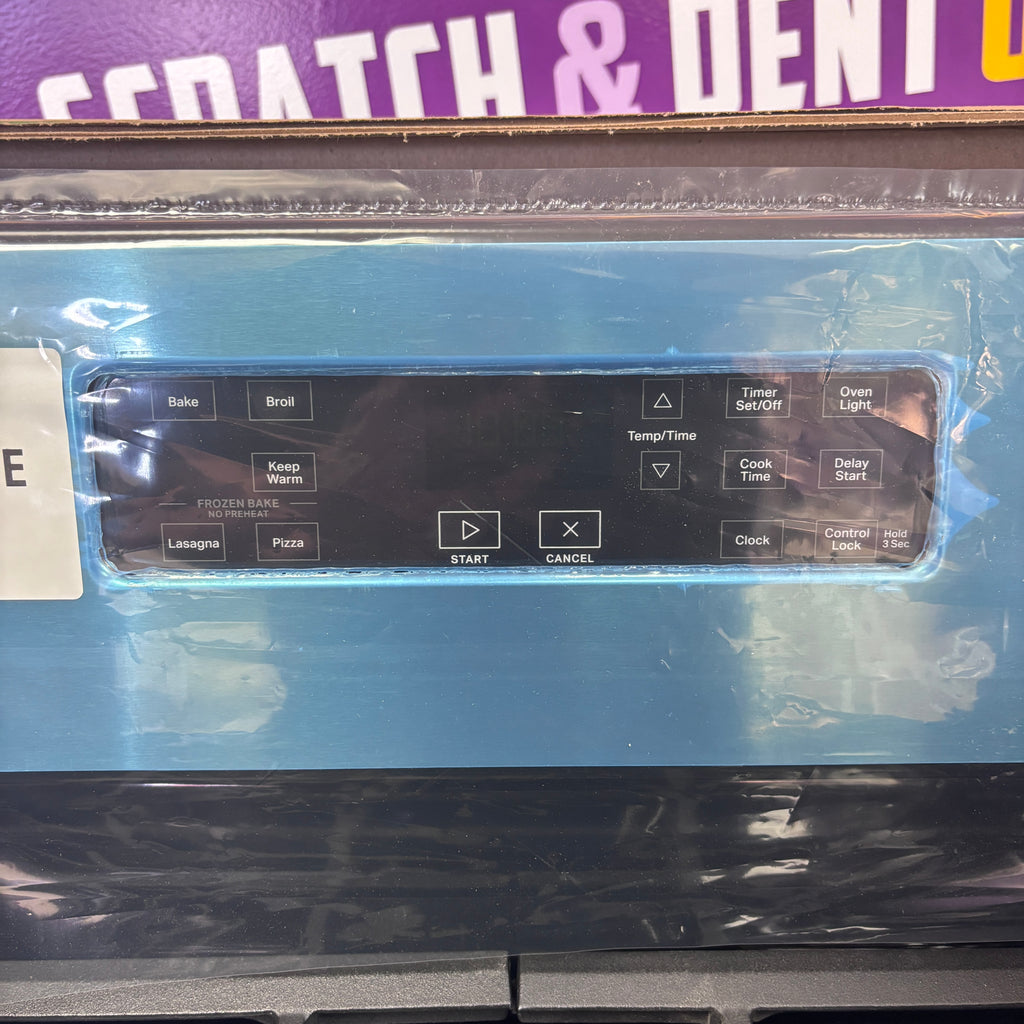 SCRATCH & DENT
E
Bake
Broil
Keep
Warm
FROZEN BAKE
NO PREHEAT
Lasagna
Pizza
START
CANCEL
Temp/Time
Timer
Set/Off
Oven
Light
Cook
Time
Delay
Start
Clock
Control
Lock
Hold
3 Sec